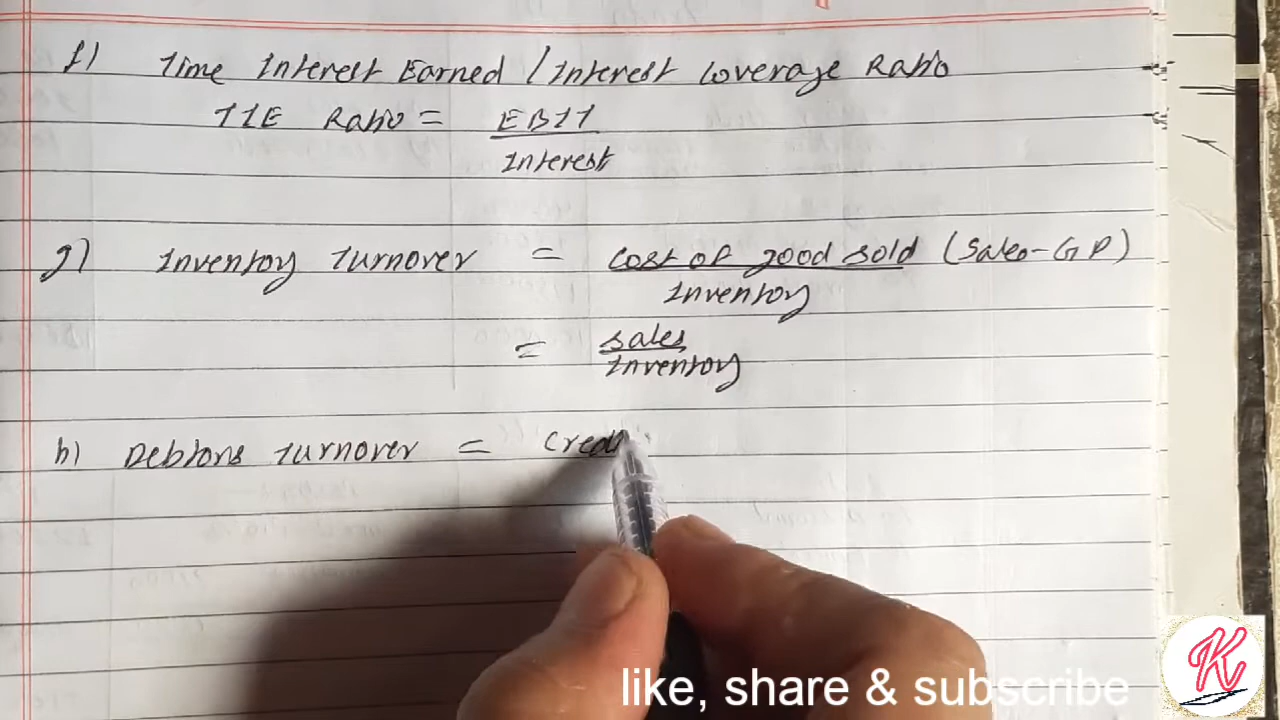 f) Time Interest Earned / Interest Coverage Ratio
TIE Ratio = EBIT
Interest
g) Inventory Turnover = Cost of good sold (Sales-GP)
Inventory
= Sales
Inventory
h) Debtors Turnover = Credi
K
like, share & subscribe